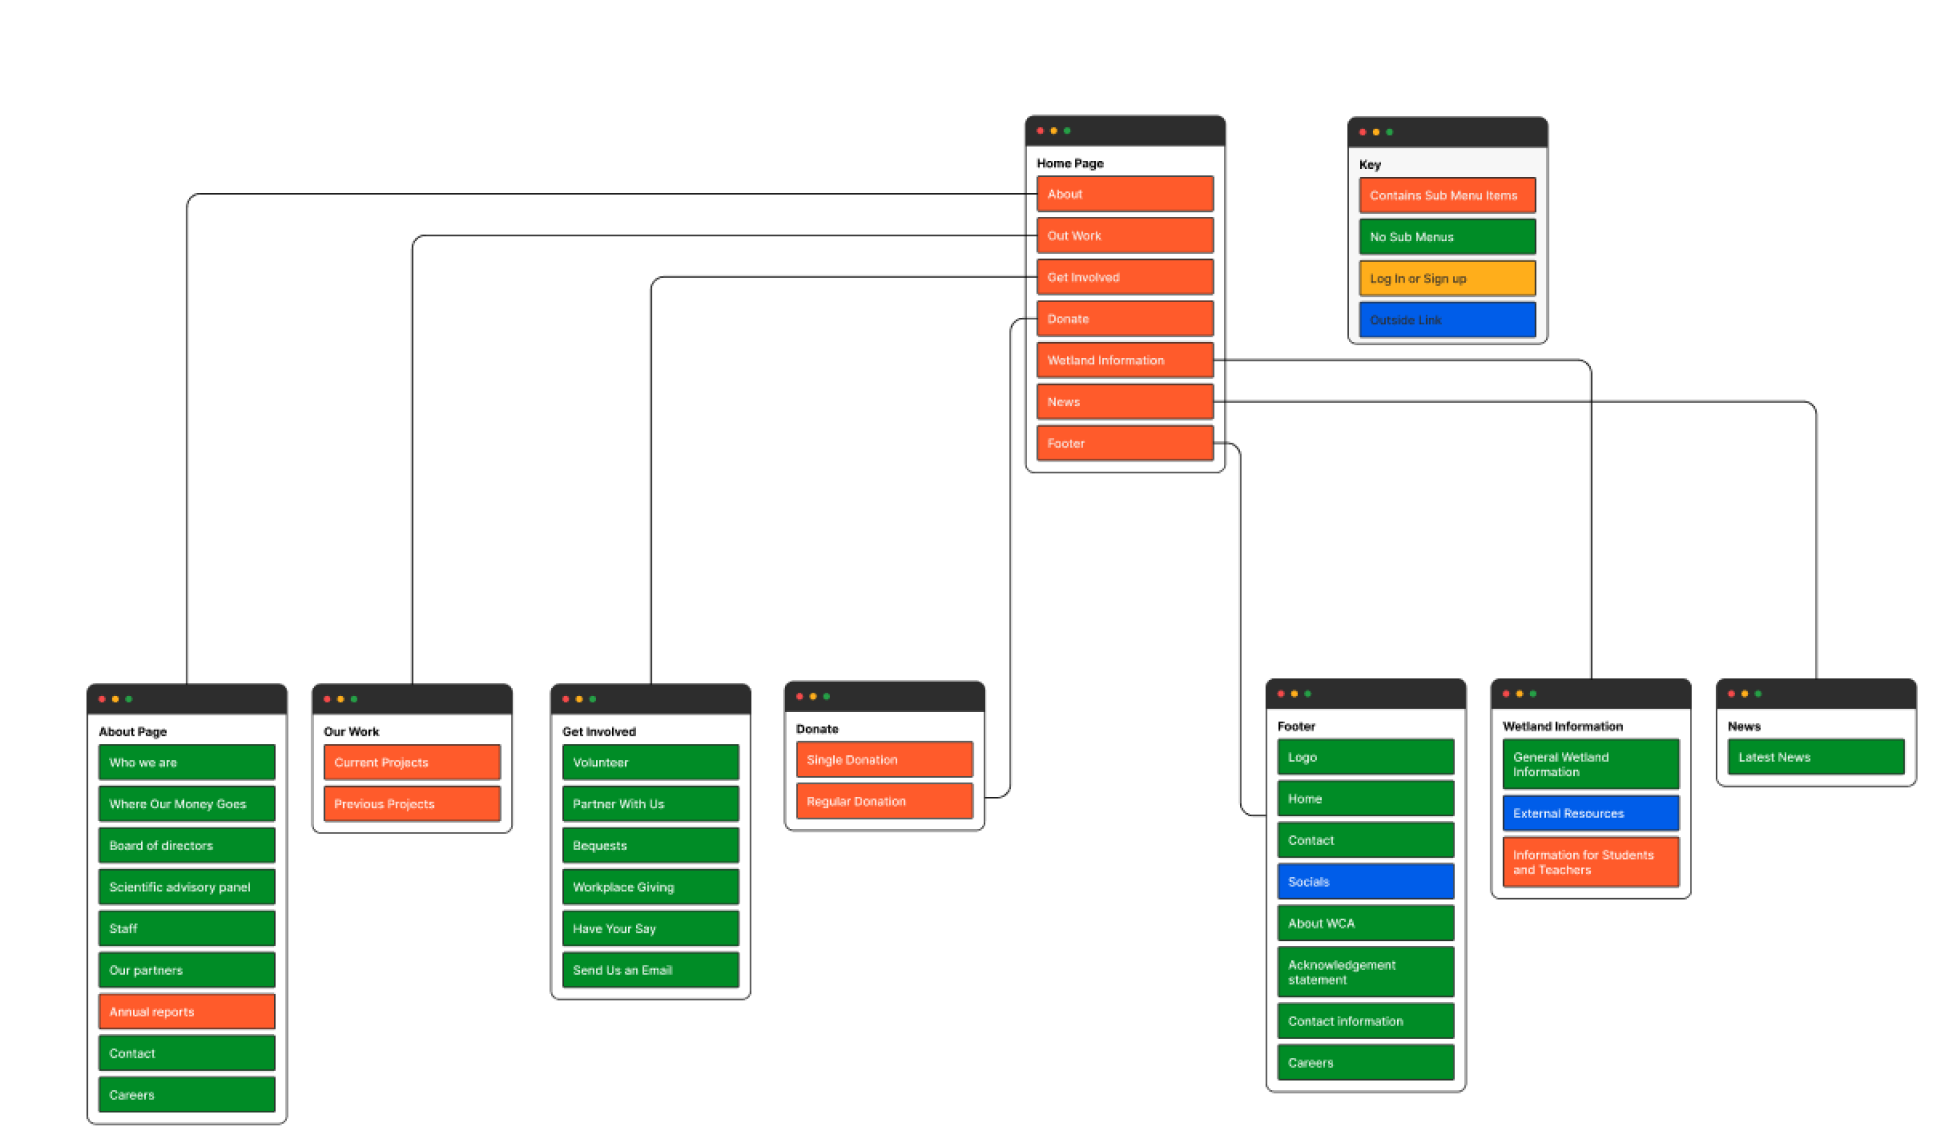 Home Page
About
Out Work
Get Involved
Donate
Wetland Information
News
Footer
Key
Contains Sub Menu Items
No Sub Menus
Log In or Sign up
Outside Link
About Page
Who we are
Where Our Money Goes
Board of directors
Scientific advisory panel
Staff
Our partners
Annual reports
Contact
Careers
Our Work
Current Projects
Previous Projects
Get Involved
Volunteer
Partner With Us
Bequests
Workplace Giving
Have Your Say
Send Us an Email
Donate
Single Donation
Regular Donation
Footer
Logo
Home
Contact
Socials
About WCA
Acknowledgement
statement
Contact information
Careers
Wetland Information
General Wetland
Information
External Resources
Information for Students
and Teachers
News
Latest News